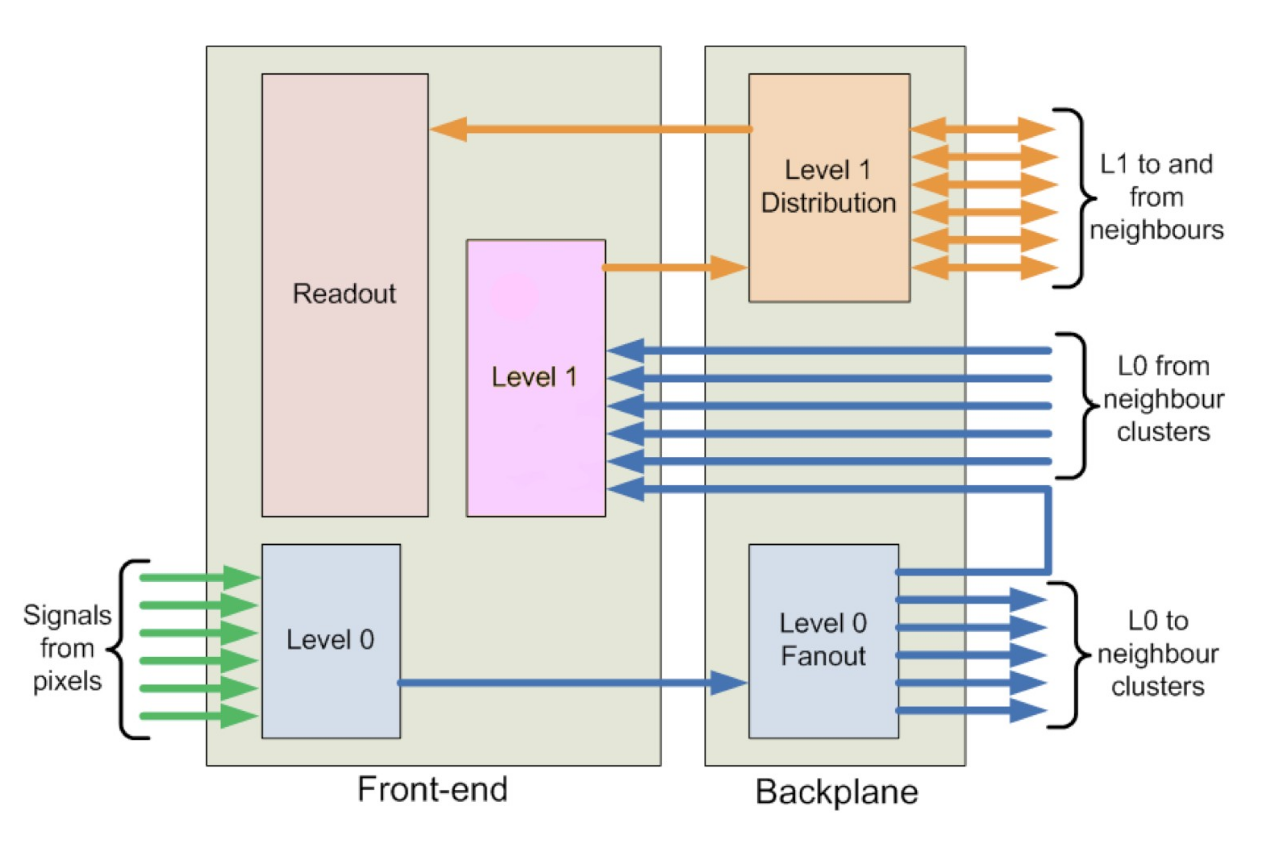 Level 1
Distribution
L1 to and
from
neighbours
Readout
Level 1
L0 from
neighbour
clusters
Signals
from
pixels
Level 0
Level 0
Fanout
L0 to
neighbour
clusters
Front-end
Backplane